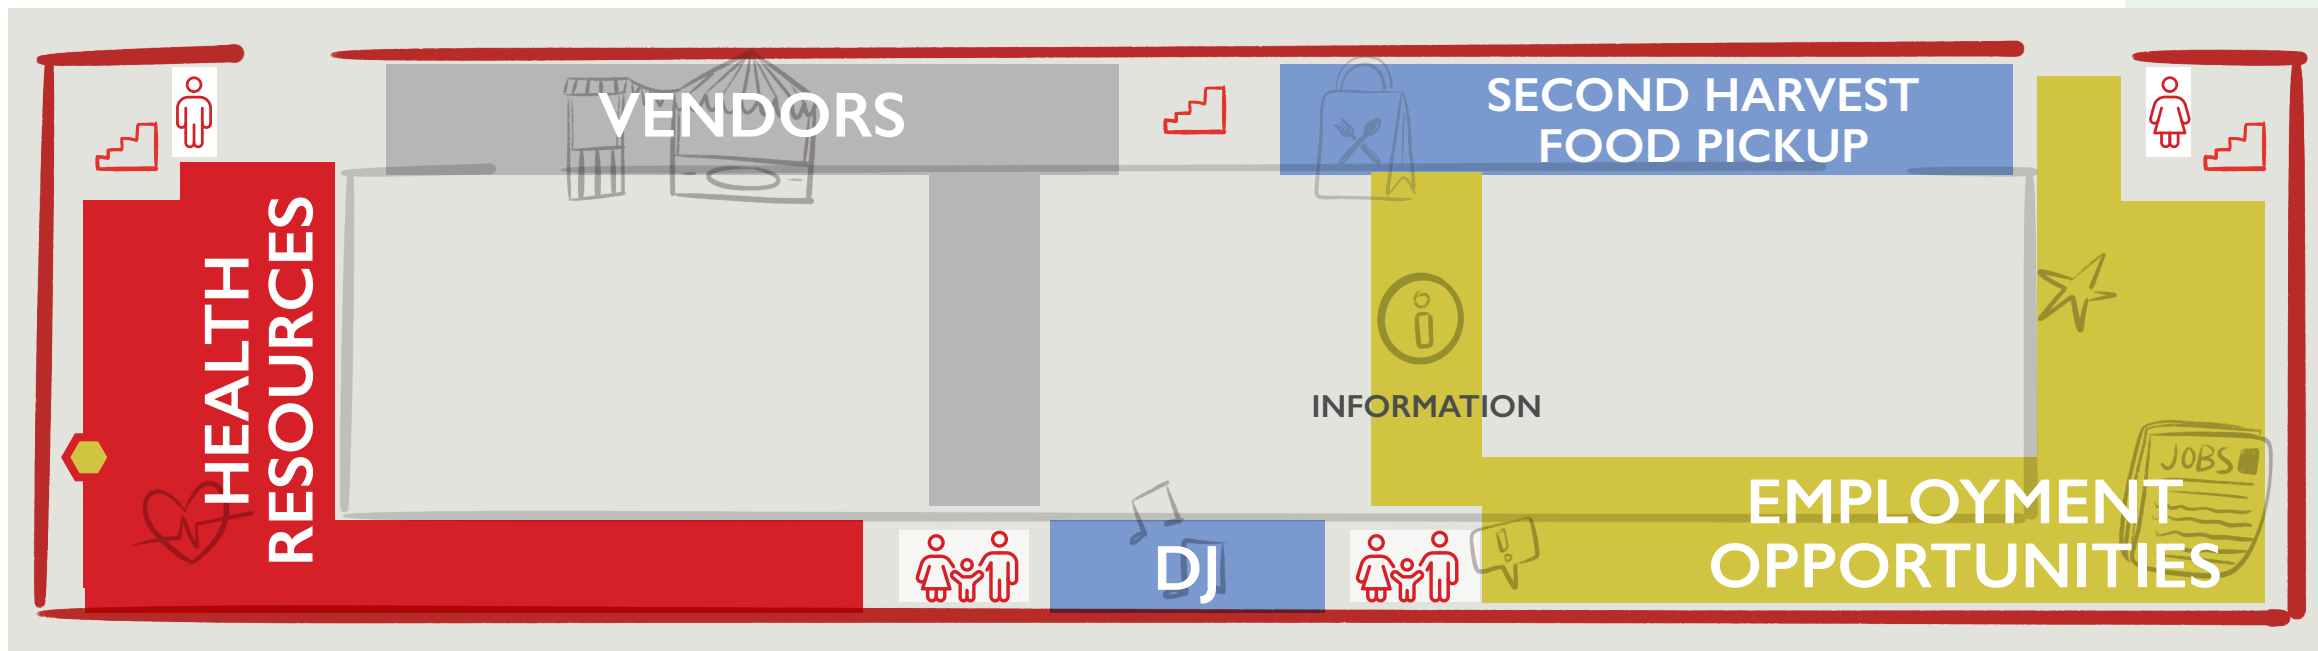 VENDORS
SECOND HARVEST
FOOD PICKUP
HEALTH
RESOURCES
i
INFORMATION
JOBS
EMPLOYMENT
OPPORTUNITIES
!
DJ